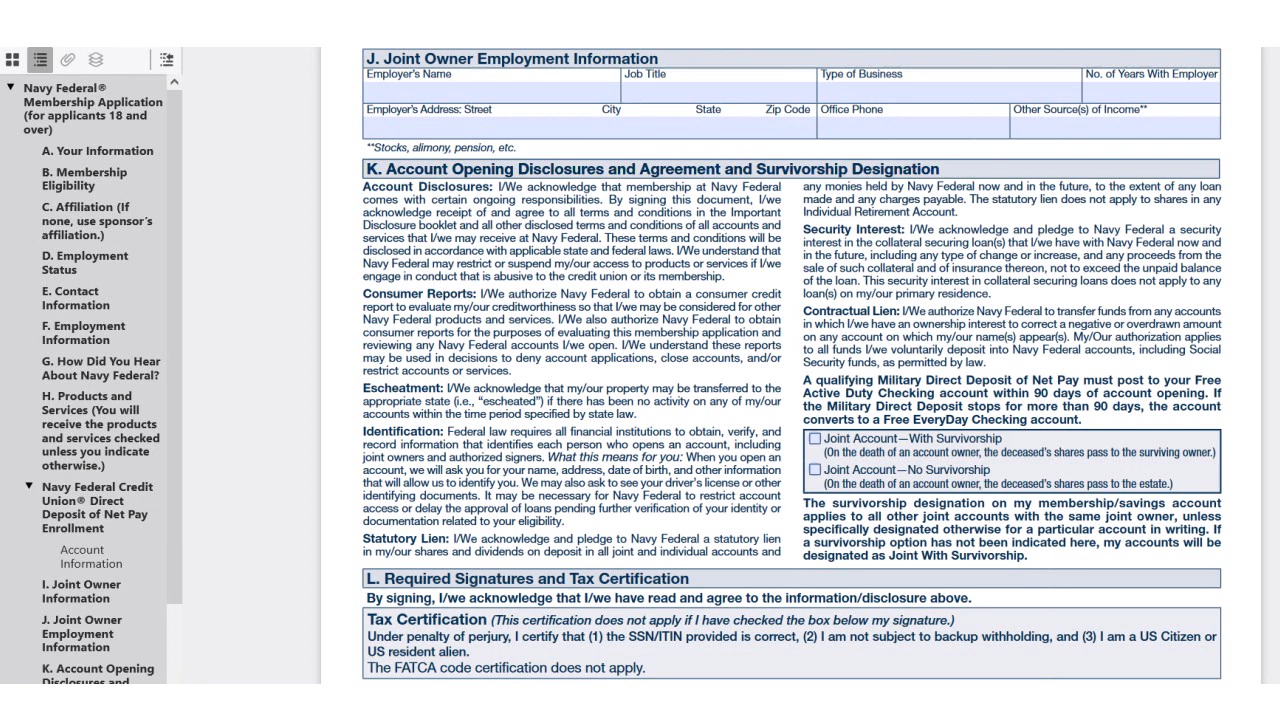 Navy Federal®
Membership Application
(for applicants 18 and
over)
A. Your Information
B. Membership
Eligibility
C. Affiliation (If
none, use sponsor's
affiliation.)
D. Employment
Status
E. Contact
Information
F. Employment
Information
G. How Did You Hear
About Navy Federal?
H. Products and
Services (You will
receive the products
and services checked
unless you indicate
otherwise.)
Navy Federal Credit
Union® Direct
Deposit of Net Pay
Enrollment
Account
Information
I. Joint Owner
Information
J. Joint Owner
Employment
Information
K. Account Opening
Disclosures and
J. Joint Owner Employment Information
Employer's Name Job Title Type of Business No. of Years With Employer
Employer's Address: Street City State Zip Code Office Phone Other Source(s) of Income**
**Stocks, alimony, pension, etc.
K. Account Opening Disclosures and Agreement and Survivorship Designation
Account Disclosures: I/We acknowledge that membership at Navy Federal
comes with certain ongoing responsibilities. By signing this document, I/we
acknowledge receipt of and agree to all terms and conditions in the Important
Disclosure booklet and all other disclosed terms and conditions of all accounts and
services that I/we may receive at Navy Federal. These terms and conditions will be
disclosed in accordance with applicable state and federal laws. I/We understand that
Navy Federal may restrict or suspend my/our access to products or services if I/we
engage in conduct that is abusive to the credit union or its membership.
Consumer Reports: I/We authorize Navy Federal to obtain a consumer credit
report to evaluate my/our creditworthiness so that I/we may be considered for other
Navy Federal products and services. I/We also authorize Navy Federal to obtain
consumer reports for the purposes of evaluating this membership application and
reviewing any Navy Federal accounts I/we open. I/We understand these reports
may be used in decisions to deny account applications, close accounts, and/or
restrict accounts or services.
Escheatment: I/We acknowledge that my/our property may be transferred to the
appropriate state (i.e., “escheated”) if there has been no activity on any of my/our
accounts within the time period specified by state law.
Identification: Federal law requires all financial institutions to obtain, verify, and
record information that identifies each person who opens an account, including
joint owners and authorized signers. What this means for you: When you open an
account, we will ask you for your name, address, date of birth, and other information
that will allow us to identify you. We may also ask to see your driver's license or other
identifying documents. It may be necessary for Navy Federal to restrict account
access or delay the approval of loans pending further verification of your identity or
documentation related to your eligibility.
Statutory Lien: I/We acknowledge and pledge to Navy Federal a statutory lien
in my/our shares and dividends on deposit in all joint and individual accounts and
any monies held by Navy Federal now and in the future, to the extent of any loan
made and any charges payable. The statutory lien does not apply to shares in any
Individual Retirement Account.
Security Interest: I/We acknowledge and pledge to Navy Federal a security
interest in the collateral securing loan(s) that I/we have with Navy Federal now and
in the future, including any type of change or increase, and any proceeds from the
sale of such collateral and of insurance thereon, not to exceed the unpaid balance
of the loan. This security interest in collateral securing loans does not apply to any
loan(s) on my/our primary residence.
Contractual Lien: I/We authorize Navy Federal to transfer funds from any accounts
in which I/we have an ownership interest to correct a negative or overdrawn amount
on any account on which my/our name(s) appear(s). My/Our authorization applies
to all funds I/we voluntarily deposit into Navy Federal accounts, including Social
Security funds, as permitted by law.
A qualifying Military Direct Deposit of Net Pay must post to your Free
Active Duty Checking account within 90 days of account opening. If
the Military Direct Deposit stops for more than 90 days, the account
converts to a Free EveryDay Checking account.
Joint Account—With Survivorship
(On the death of an account owner, the deceased's shares pass to the surviving owner.)
Joint Account—No Survivorship
(On the death of an account owner, the deceased's shares pass to the estate.)
The survivorship designation on my membership/savings account
applies to all other joint accounts with the same joint owner, unless
specifically designated otherwise for a particular account in writing. If
a survivorship option has not been indicated here, my accounts will be
designated as Joint With Survivorship.
L. Required Signatures and Tax Certification
By signing, I/we acknowledge that I/we have read and agree to the information/disclosure above.
Tax Certification (This certification does not apply if I have checked the box below my signature.)
Under penalty of perjury, I certify that (1) the SSN/ITIN provided is correct, (2) I am not subject to backup withholding, and (3) I am a US Citizen or
US resident alien.
The FATCA code certification does not apply.